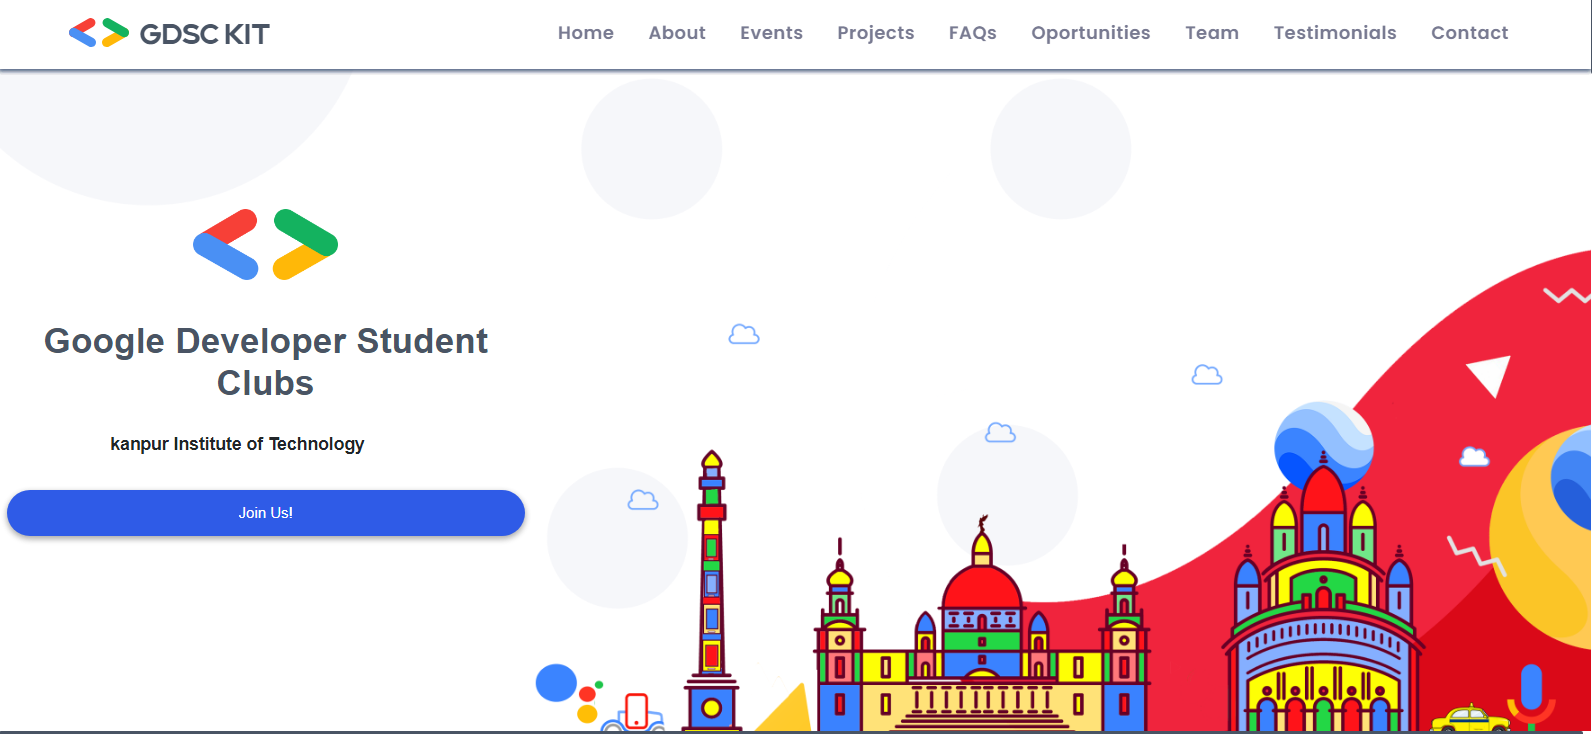 GDSC KIT
Home About Events Projects FAQs Oportunities Team Testimonials Contact
Google Developer Student
Clubs
kanpur Institute of Technology
Join Us!